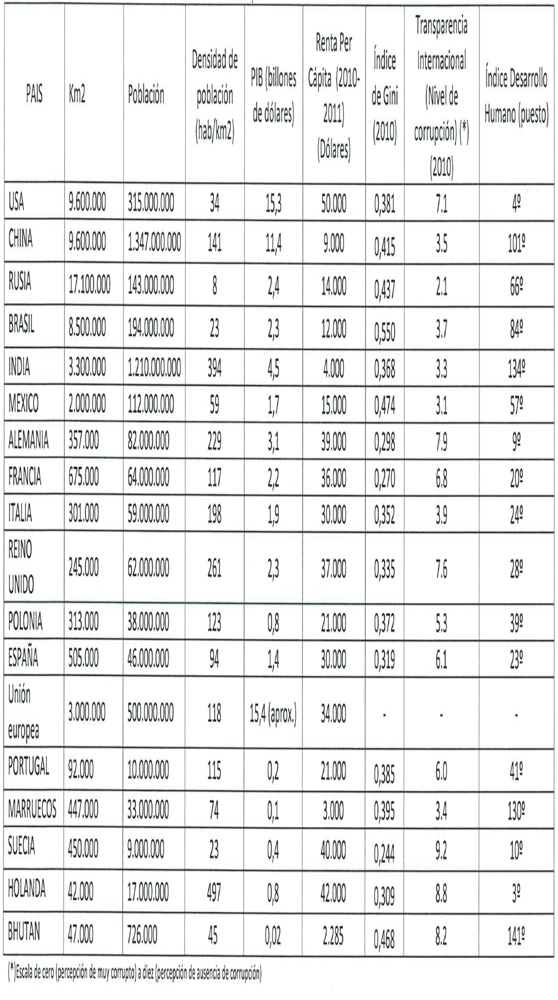 PAIS Km2 Población Densidad de población (hab/km2) PIB (billones de dólares) Renta Per Cápita (2010-2011) (Dólares) Índice de Gini (2010) Transparencia Internacional (Nivel de corrupción) (*) (2010) Índice Desarrollo Humano (puesto)
USA 9.600.000 315.000.000 34 15,3 50.000 0,381 7.1 4º
CHINA 9.600.000 1.347.000.000 141 11,4 9.000 0,415 3.5 101º
RUSIA 17.100.000 143.000.000 8 2,4 14.000 0,437 2.1 66º
BRASIL 8.500.000 194.000.000 23 2,3 12.000 0,550 3.7 84º
INDIA 3.300.000 1.210.000.000 394 4,5 4.000 0,368 3.3 134º
MEXICO 2.000.000 112.000.000 59 1,7 15.000 0,474 3.1 57º
ALEMANIA 357.000 82.000.000 229 3,1 39.000 0,298 7.9 9º
FRANCIA 675.000 64.000.000 117 2,2 36.000 0,270 6.8 20º
ITALIA 301.000 59.000.000 198 1,9 30.000 0,352 3.9 24º
REINO UNIDO 245.000 62.000.000 261 2,3 37.000 0,335 7.6 28º
POLONIA 313.000 38.000.000 123 0,8 21.000 0,372 5.3 39º
ESPAÑA 505.000 46.000.000 94 1,4 30.000 0,319 6.1 23º
Unión europea 3.000.000 500.000.000 118 15,4 (aprox.) 34.000 - - -
PORTUGAL 92.000 10.000.000 115 0,2 21.000 0,385 6.0 41º
MARRUECOS 447.000 33.000.000 74 0,1 3.000 0,395 3.4 130º
SUECIA 450.000 9.000.000 23 0,4 40.000 0,244 9.2 10º
HOLANDA 42.000 17.000.000 497 0,8 42.000 0,309 8.8 3º
BHUTAN 47.000 726.000 45 0,02 2.285 0,468 8.2 141º
(*)Escala de cero (percepción de muy corrupto) a diez (percepción de ausencia de corrupción)